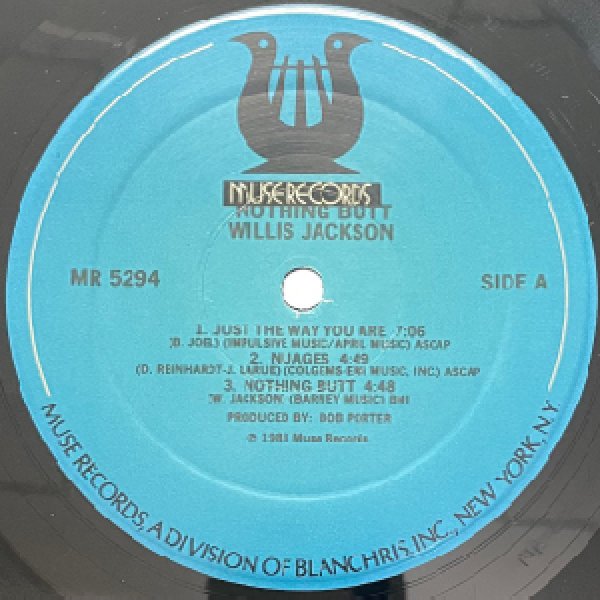 MUSE RECORDS
NOTHING BUTT
WILLIS JACKSON
MR 5294
SIDE A
1. JUST THE WAY YOU ARE 7:06
(B. JOEL) (IMPULSIVE MUSIC/APRIL MUSIC) ASCAP
2. NUAGES 4:49
(D. REINHARDT-J. LARUE) (COLGEMS-EMI MUSIC, INC.) ASCAP
3. NOTHING BUTT 4:48
(W. JACKSON) (BARNEY MUSIC) BMI
PRODUCED BY: BOB PORTER
℗ Muse Records
MUSE RECORDS, A DIVISION OF BLANCHRIS, INC., NEW YORK, N.Y.